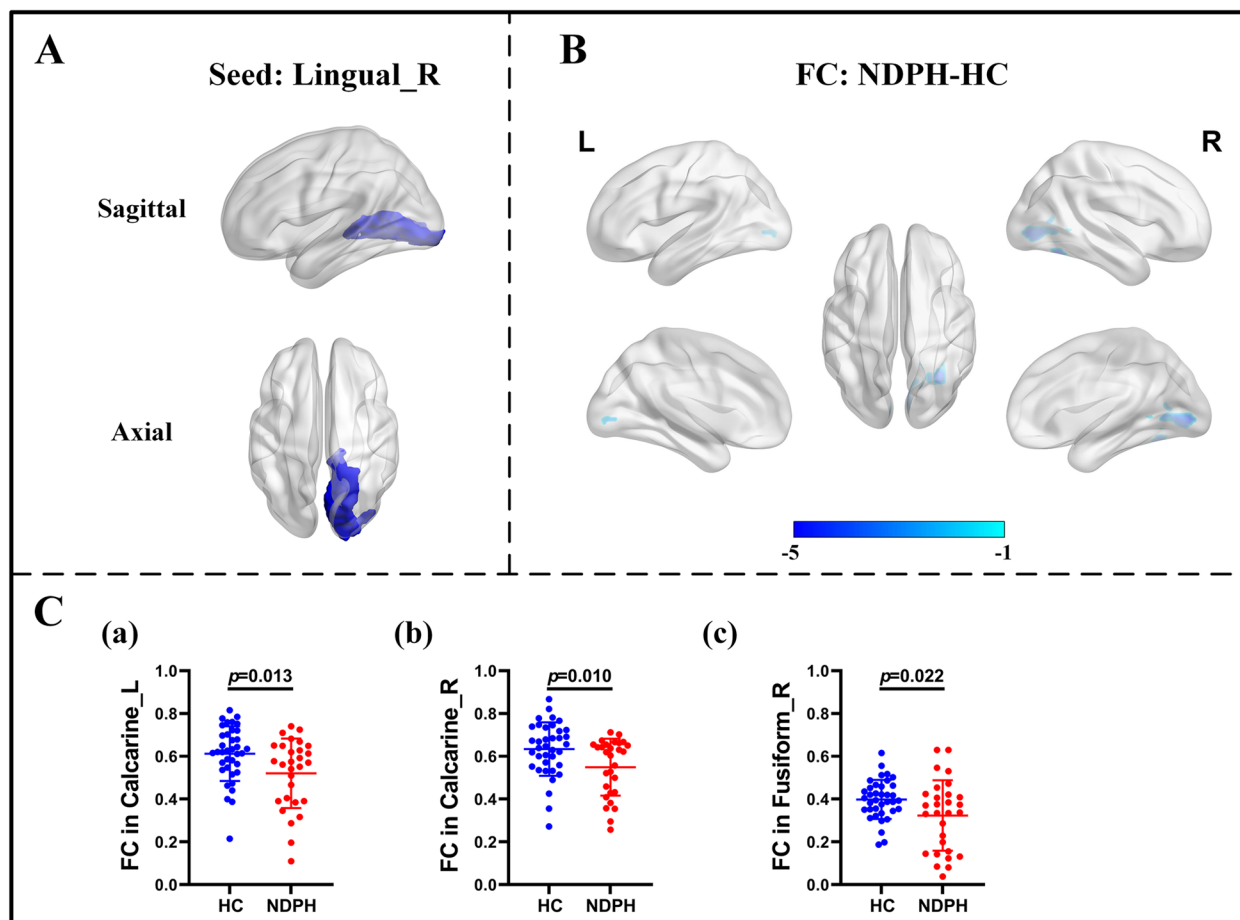 A
Seed: Lingual_R
Sagittal
Axial
B
FC: NDPH-HC
L
R
-5
-1
C
(a)
p=0.013
FC in Calcarine_L
1.0
0.8
0.6
0.4
0.2
0.0
HC
NDPH
(b)
p=0.010
FC in Calcarine_R
1.0
0.8
0.6
0.4
0.2
0.0
HC
NDPH
(c)
p=0.022
FC in Fusiform_R
1.0
0.8
0.6
0.4
0.2
0.0
HC
NDPH